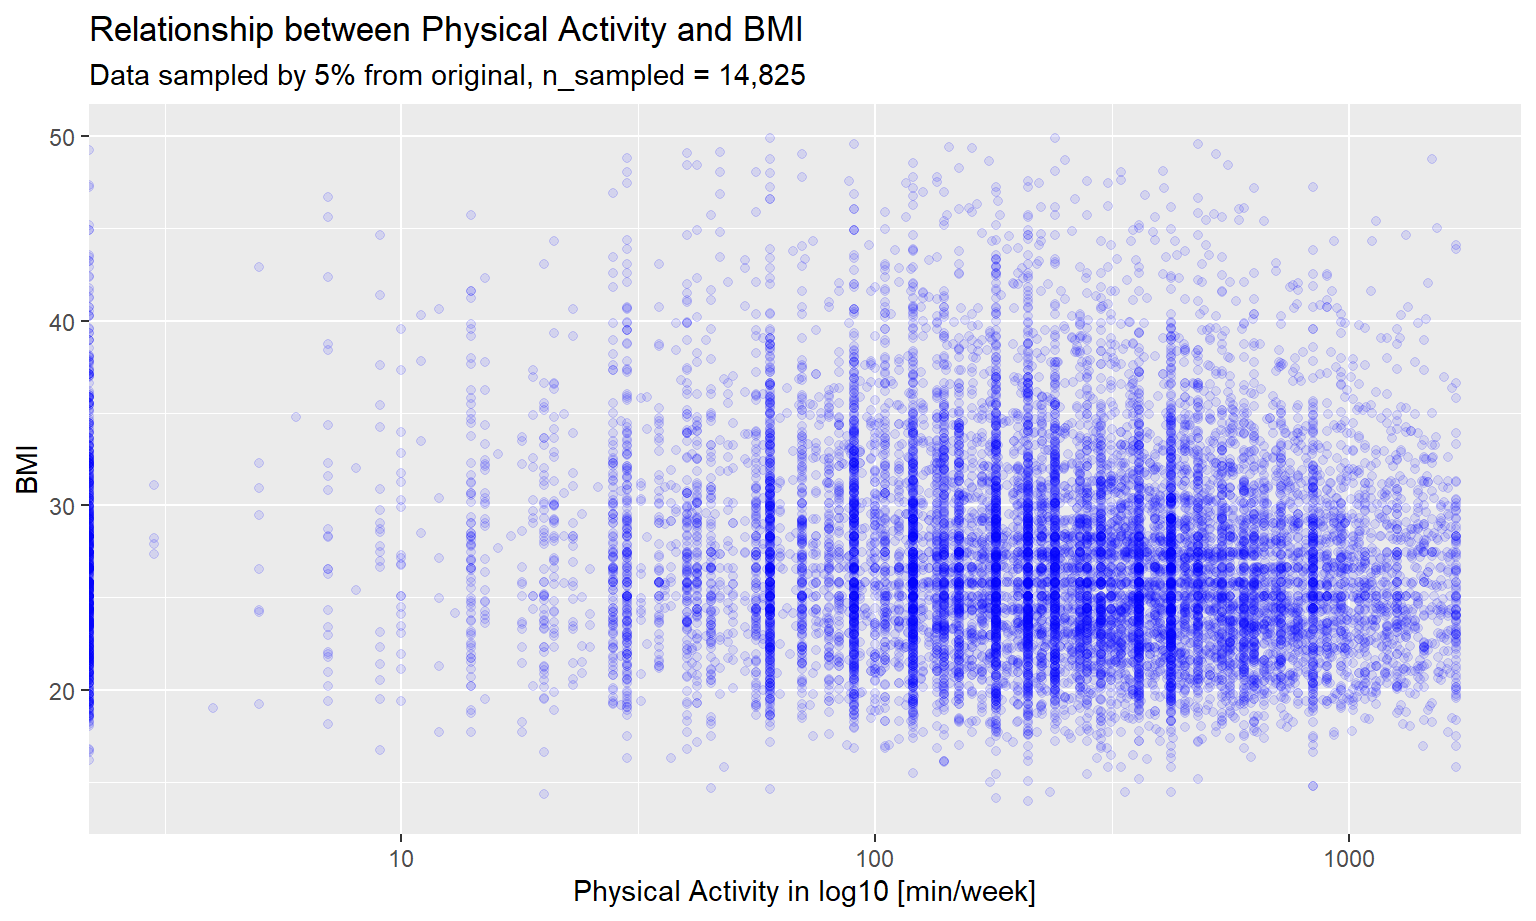 Relationship between Physical Activity and BMI
Data sampled by 5% from original, n_sampled = 14,825
50
40
30
20
BMI
10
100
1000
Physical Activity in log10 [min/week]